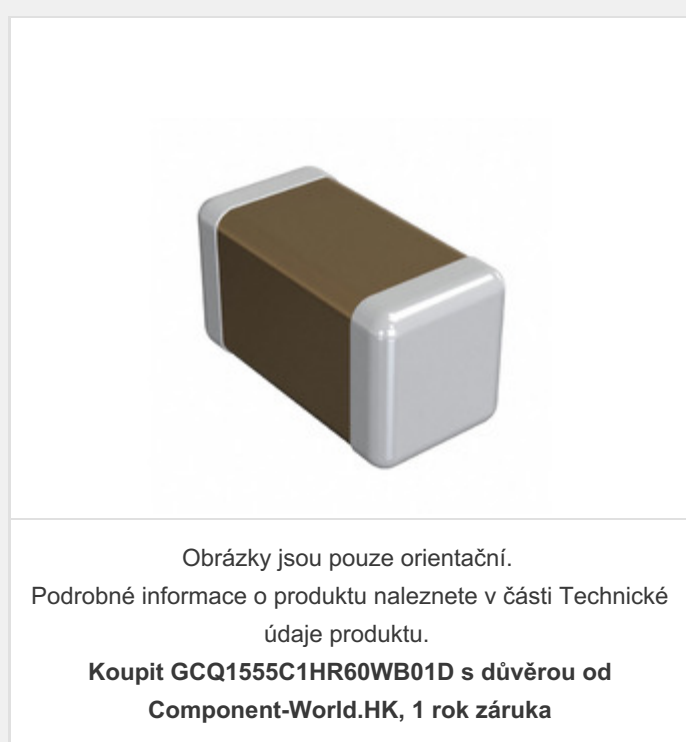 Obrázky jsou pouze orientační.
Podrobné informace o produktu naleznete v části Technické
údaje produktu.
Koupit GCQ1555C1HR60WB01D s důvěrou od
Component-World.HK, 1 rok záruka